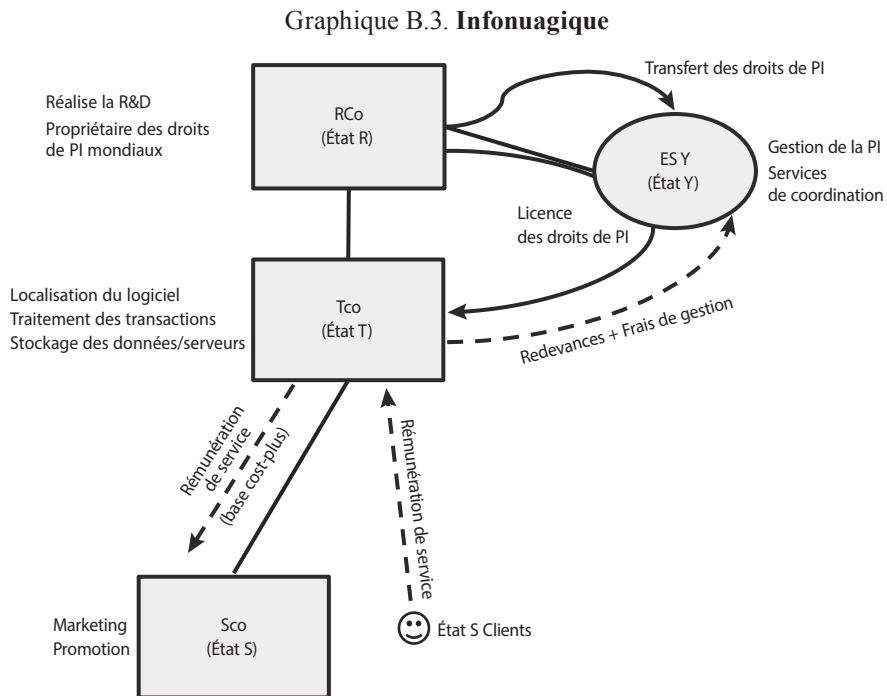 Graphique B.3. Infonuagique
Transfert des droits de PI
Réalise la R&D
Propriétaire des droits
de PI mondiaux
RCo
(État R)
ES Y
(État Y)
Gestion de la PI
Services
de coordination
Licence
des droits de PI
Localisation du logiciel
Traitement des transactions
Stockage des données/serveurs
Tco
(État T)
Redevances + Frais de gestion
Rémunération
de service
(base cost-plus)
Rémunération de service
Marketing
Promotion
Sco
(État S)
État S Clients